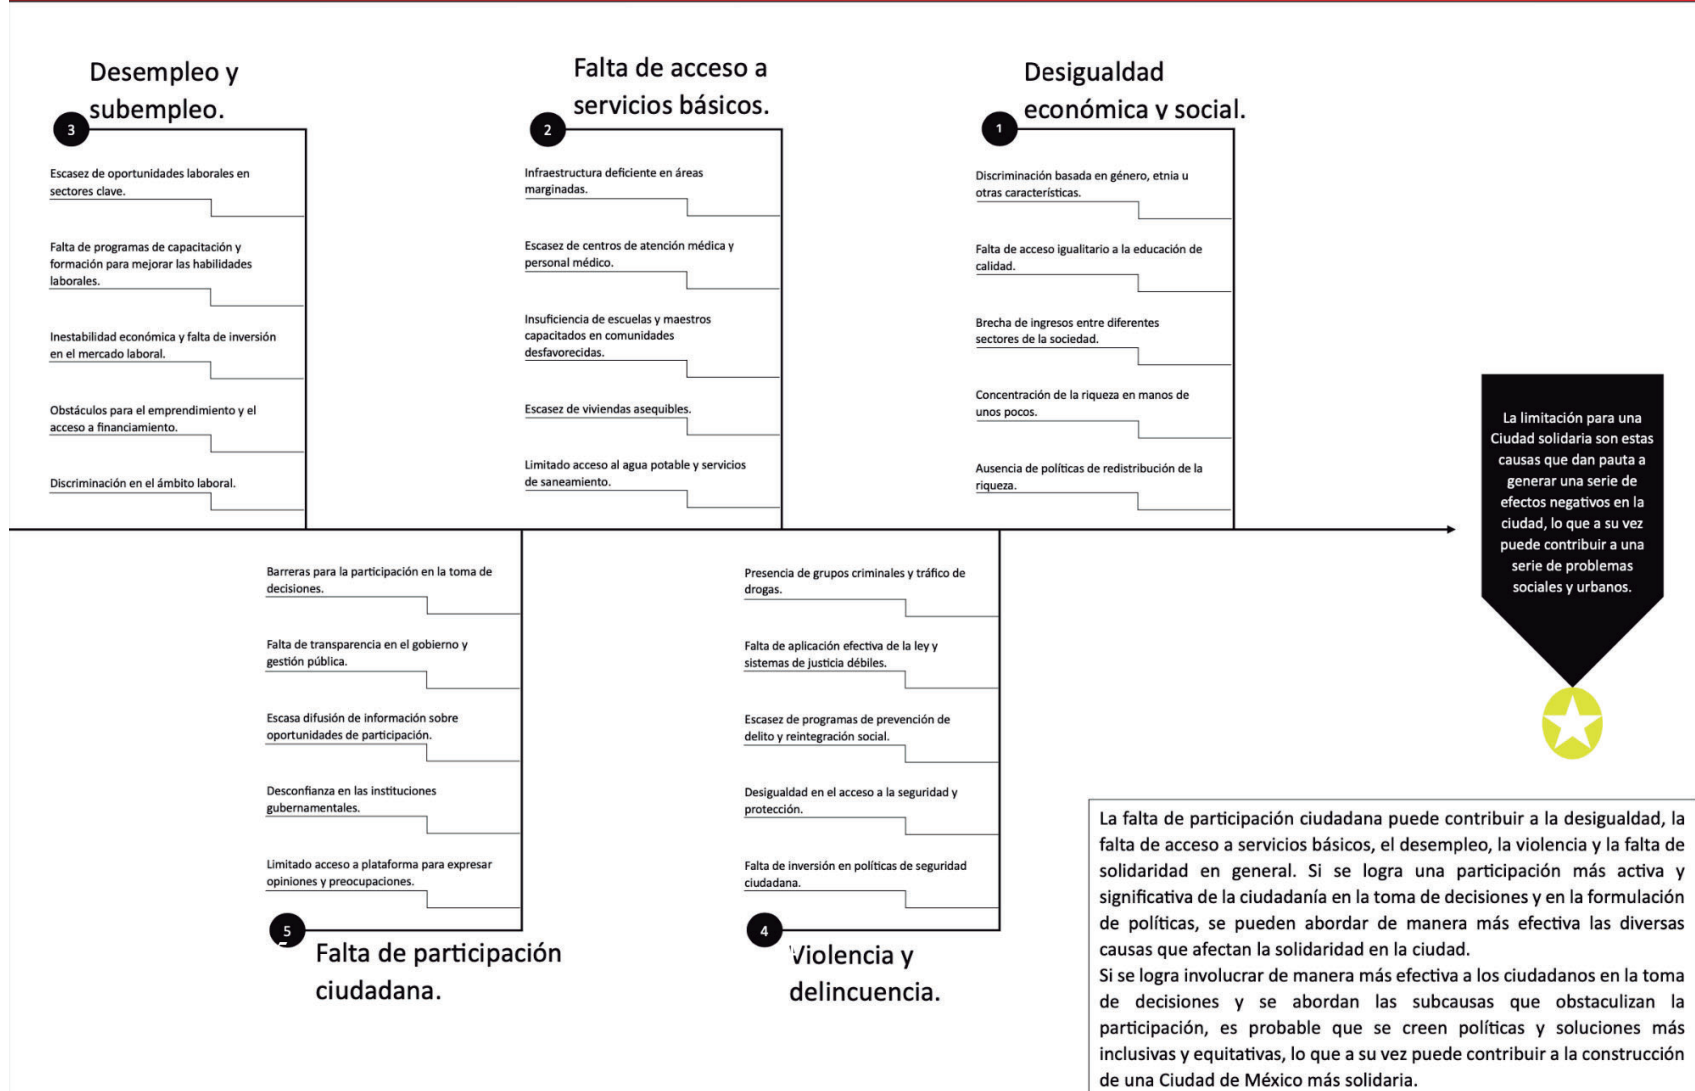 Desempleo y
subempleo.
3
Escasez de oportunidades laborales en
sectores clave.
Falta de programas de capacitación y
formación para mejorar las habilidades
laborales.
Inestabilidad económica y falta de inversión
en el mercado laboral.
Obstáculos para el emprendimiento y el
acceso a financiamiento.
Discriminación en el ámbito laboral.
Falta de acceso a
servicios básicos.
2
Infraestructura deficiente en áreas
marginadas.
Escasez de centros de atención médica y
personal médico.
Insuficiencia de escuelas y maestros
capacitados en comunidades
desfavorecidas.
Escasez de viviendas asequibles.
Limitado acceso al agua potable y servicios
de saneamiento.
Desigualdad
económica y social.
1
Discriminación basada en género, etnia u
otras características.
Falta de acceso igualitario a la educación de
calidad.
Brecha de ingresos entre diferentes
sectores de la sociedad.
Concentración de la riqueza en manos de
unos pocos.
Ausencia de políticas de redistribución de la
riqueza.
La limitación para una
Ciudad solidaria son estas
causas que dan pauta a
generar una serie de
efectos negativos en la
ciudad, lo que a su vez
puede contribuir a una
serie de problemas
sociales y urbanos.
Barreras para la participación en la toma de
decisiones.
Falta de transparencia en el gobierno y
gestión pública.
Escasa difusión de información sobre
oportunidades de participación.
Desconfianza en las instituciones
gubernamentales.
Limitado acceso a plataforma para expresar
opiniones y preocupaciones.
5
Falta de participación
ciudadana.
Presencia de grupos criminales y tráfico de
drogas.
Falta de aplicación efectiva de la ley y
sistemas de justicia débiles.
Escasez de programas de prevención de
delito y reintegración social.
Desigualdad en el acceso a la seguridad y
protección.
Falta de inversión en políticas de seguridad
ciudadana.
4
Violencia y
delincuencia.
La falta de participación ciudadana puede contribuir a la desigualdad, la
falta de acceso a servicios básicos, el desempleo, la violencia y la falta de
solidaridad en general. Si se logra una participación más activa y
significativa de la ciudadanía en la toma de decisiones y en la formulación
de políticas, se pueden abordar de manera más efectiva las diversas
causas que afectan la solidaridad en la ciudad.
Si se logra involucrar de manera más efectiva a los ciudadanos en la toma
de decisiones y se abordan las subcausas que obstaculizan la
participación, es probable que se creen políticas y soluciones más
inclusivas y equitativas, lo que a su vez puede contribuir a la construcción
de una Ciudad de México más solidaria.